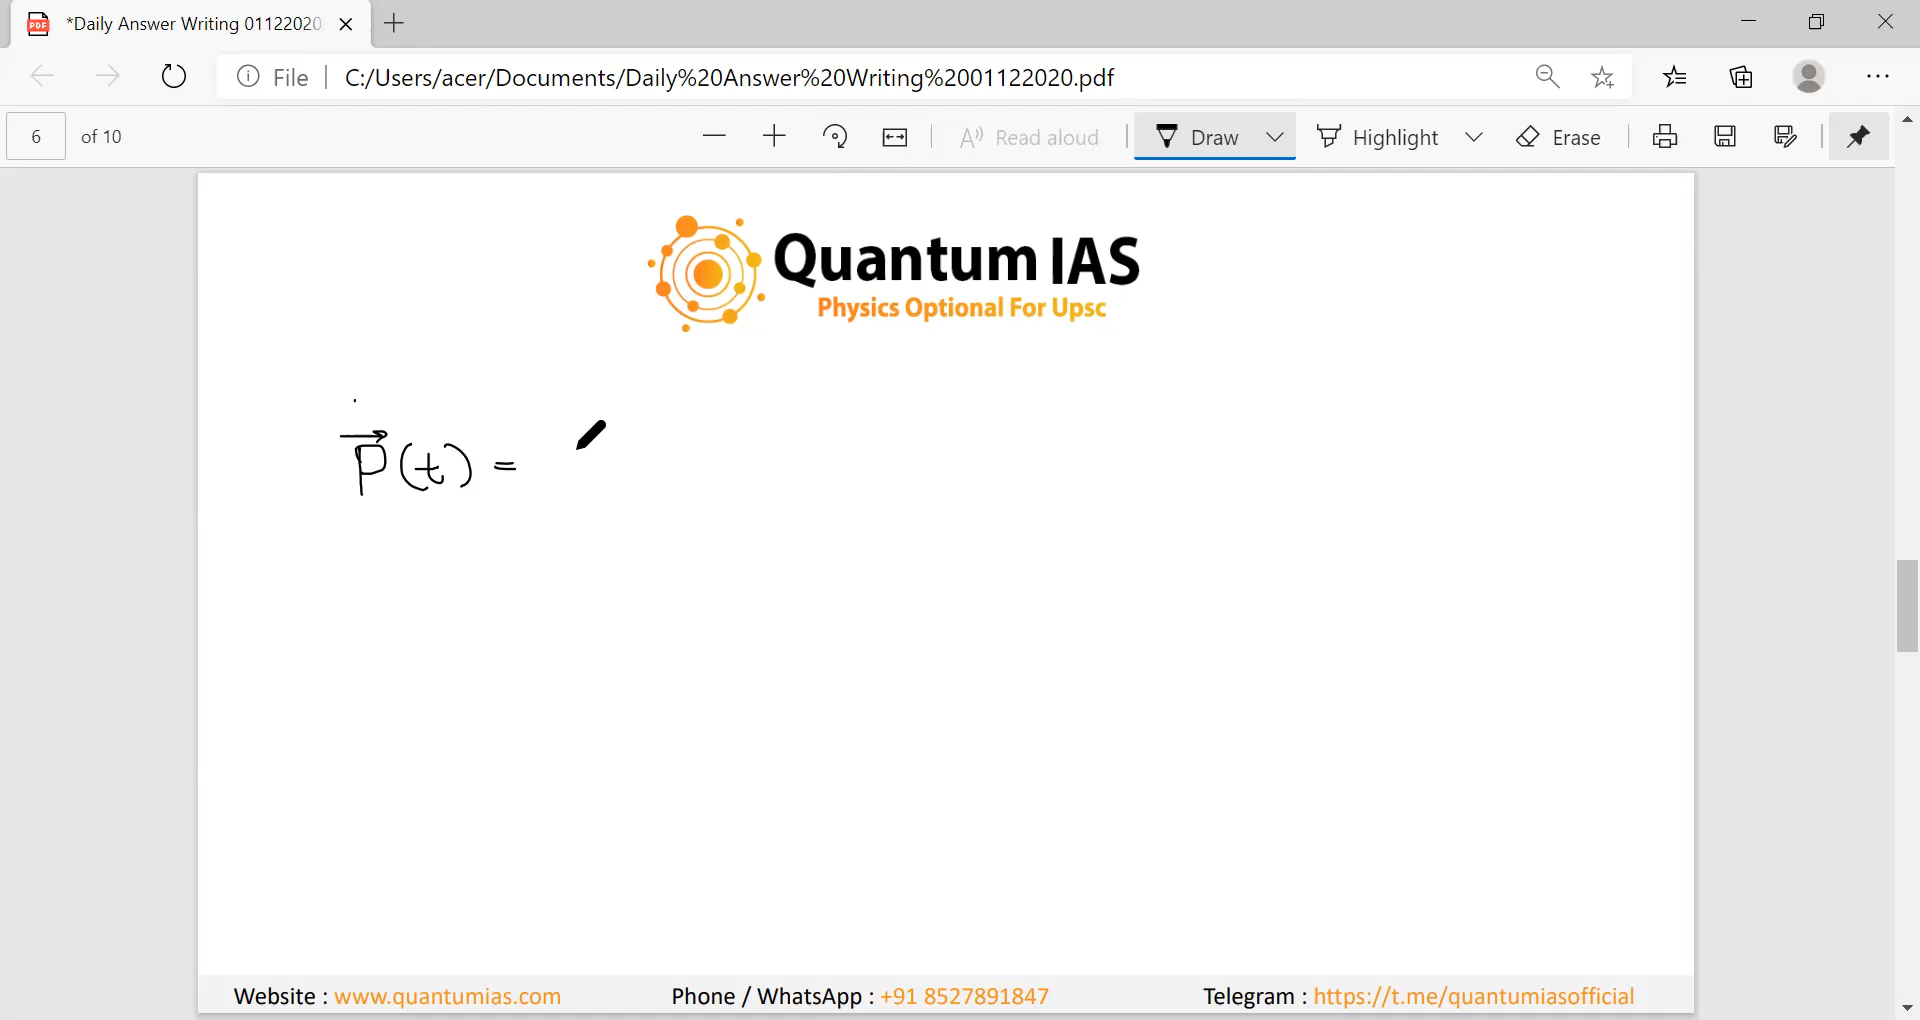 *Daily Answer Writing 01122020
File | C:/Users/acer/Documents/Daily%20Answer%20Writing%2001122020.pdf
6 of 10
Read aloud Draw Highlight Erase
Quantum IAS
Physics Optional For Upsc
P⃗(t) =
Website : www.quantumias.com Phone / WhatsApp : +91 8527891847 Telegram : https://t.me/quantumiasofficial